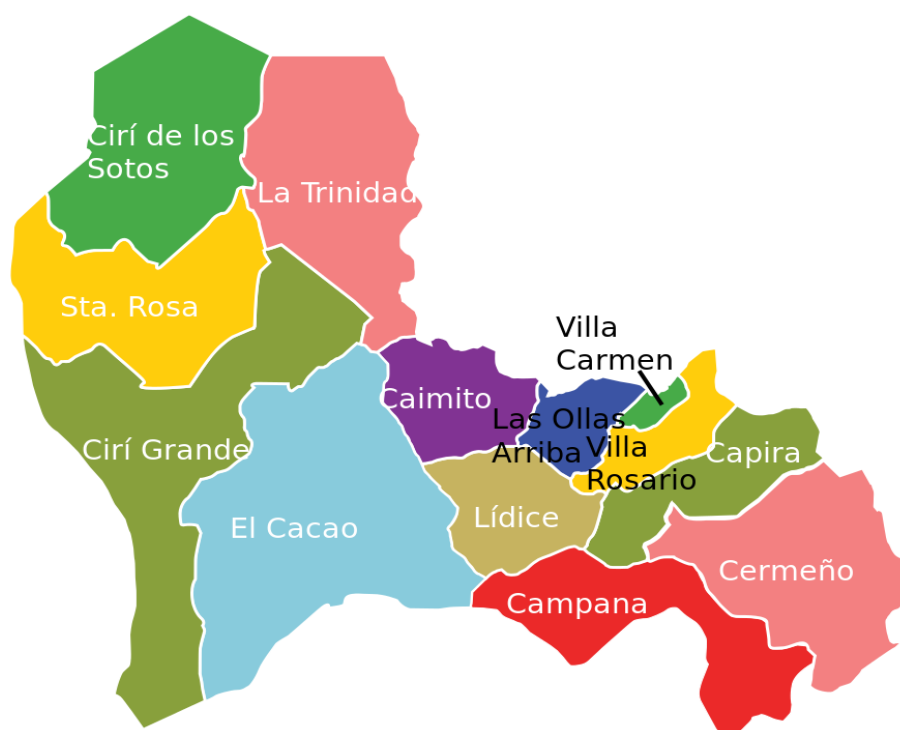 Cirí de los
Sotos
La Trinidad
Sta. Rosa
Villa
Carmen
Caimito
Las Ollas
Arriba
Villa
Rosario
Capira
Cirí Grande
El Cacao
Lídice
Cermeño
Campana